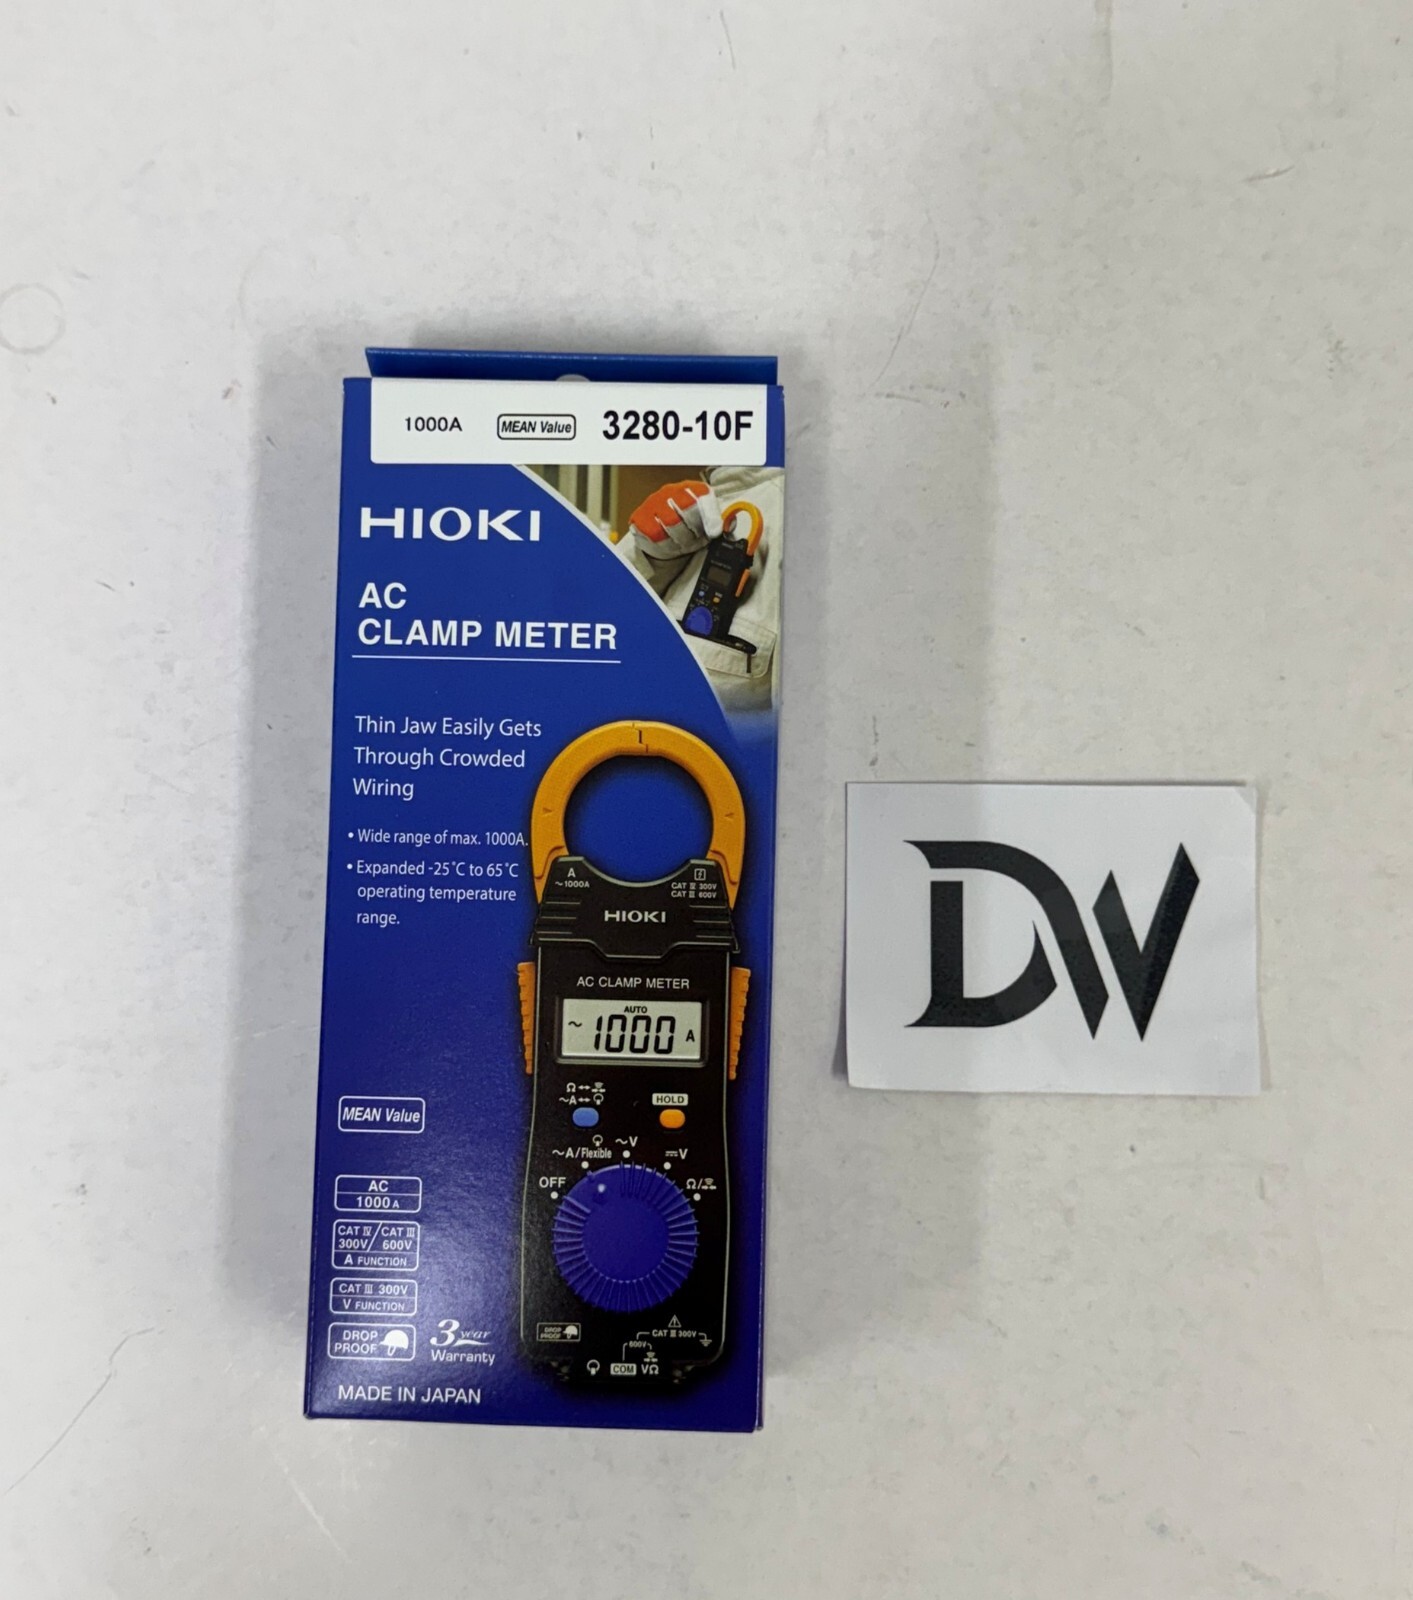 1000A MEAN Value 3280-10F
HIOKI
AC
CLAMP METER
Thin Jaw Easily Gets
Through Crowded
Wiring
• Wide range of max. 1000A.
• Expanded -25˚C to 65˚C
operating temperature
range.
MEAN Value
AC
1000 A
CAT Ⅳ/CAT Ⅲ
300V/600V
A FUNCTION
CAT Ⅲ 300V
V FUNCTION
DROP
PROOF
3 year
Warranty
MADE IN JAPAN
A
~1000A
CAT Ⅳ 300V
CAT Ⅲ 600V
HIOKI
AC CLAMP METER
AUTO
~1000 A
Ω↔
~A↔
HOLD
~A/Flexible
~V
⎓V
OFF
Ω/
DROP
PROOF
CAT Ⅲ 300V
600V
COM VΩ
DW